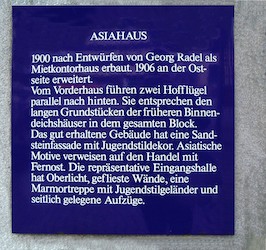 ASIAHAUS
1900 nach Entwürfen von Georg Radel als
Mietkontorhaus erbaut. 1906 an der Ost-
seite erweitert.
Vom Vorderhaus führen zwei Hofflügel
parallel nach hinten. Sie entsprechen den
langen Grundstücken der früheren Binnen-
deichshäuser in dem gesamten Block.
Das gut erhaltene Gebäude hat eine Sand-
steinfassade mit Jugendstildekor. Asiatische
Motive verweisen auf den Handel mit
Fernost. Die repräsentative Eingangshalle
hat Oberlicht, geflieste Wände, eine
Marmortreppe mit Jugendstilgeländer und
seitlich gelegene Aufzüge.